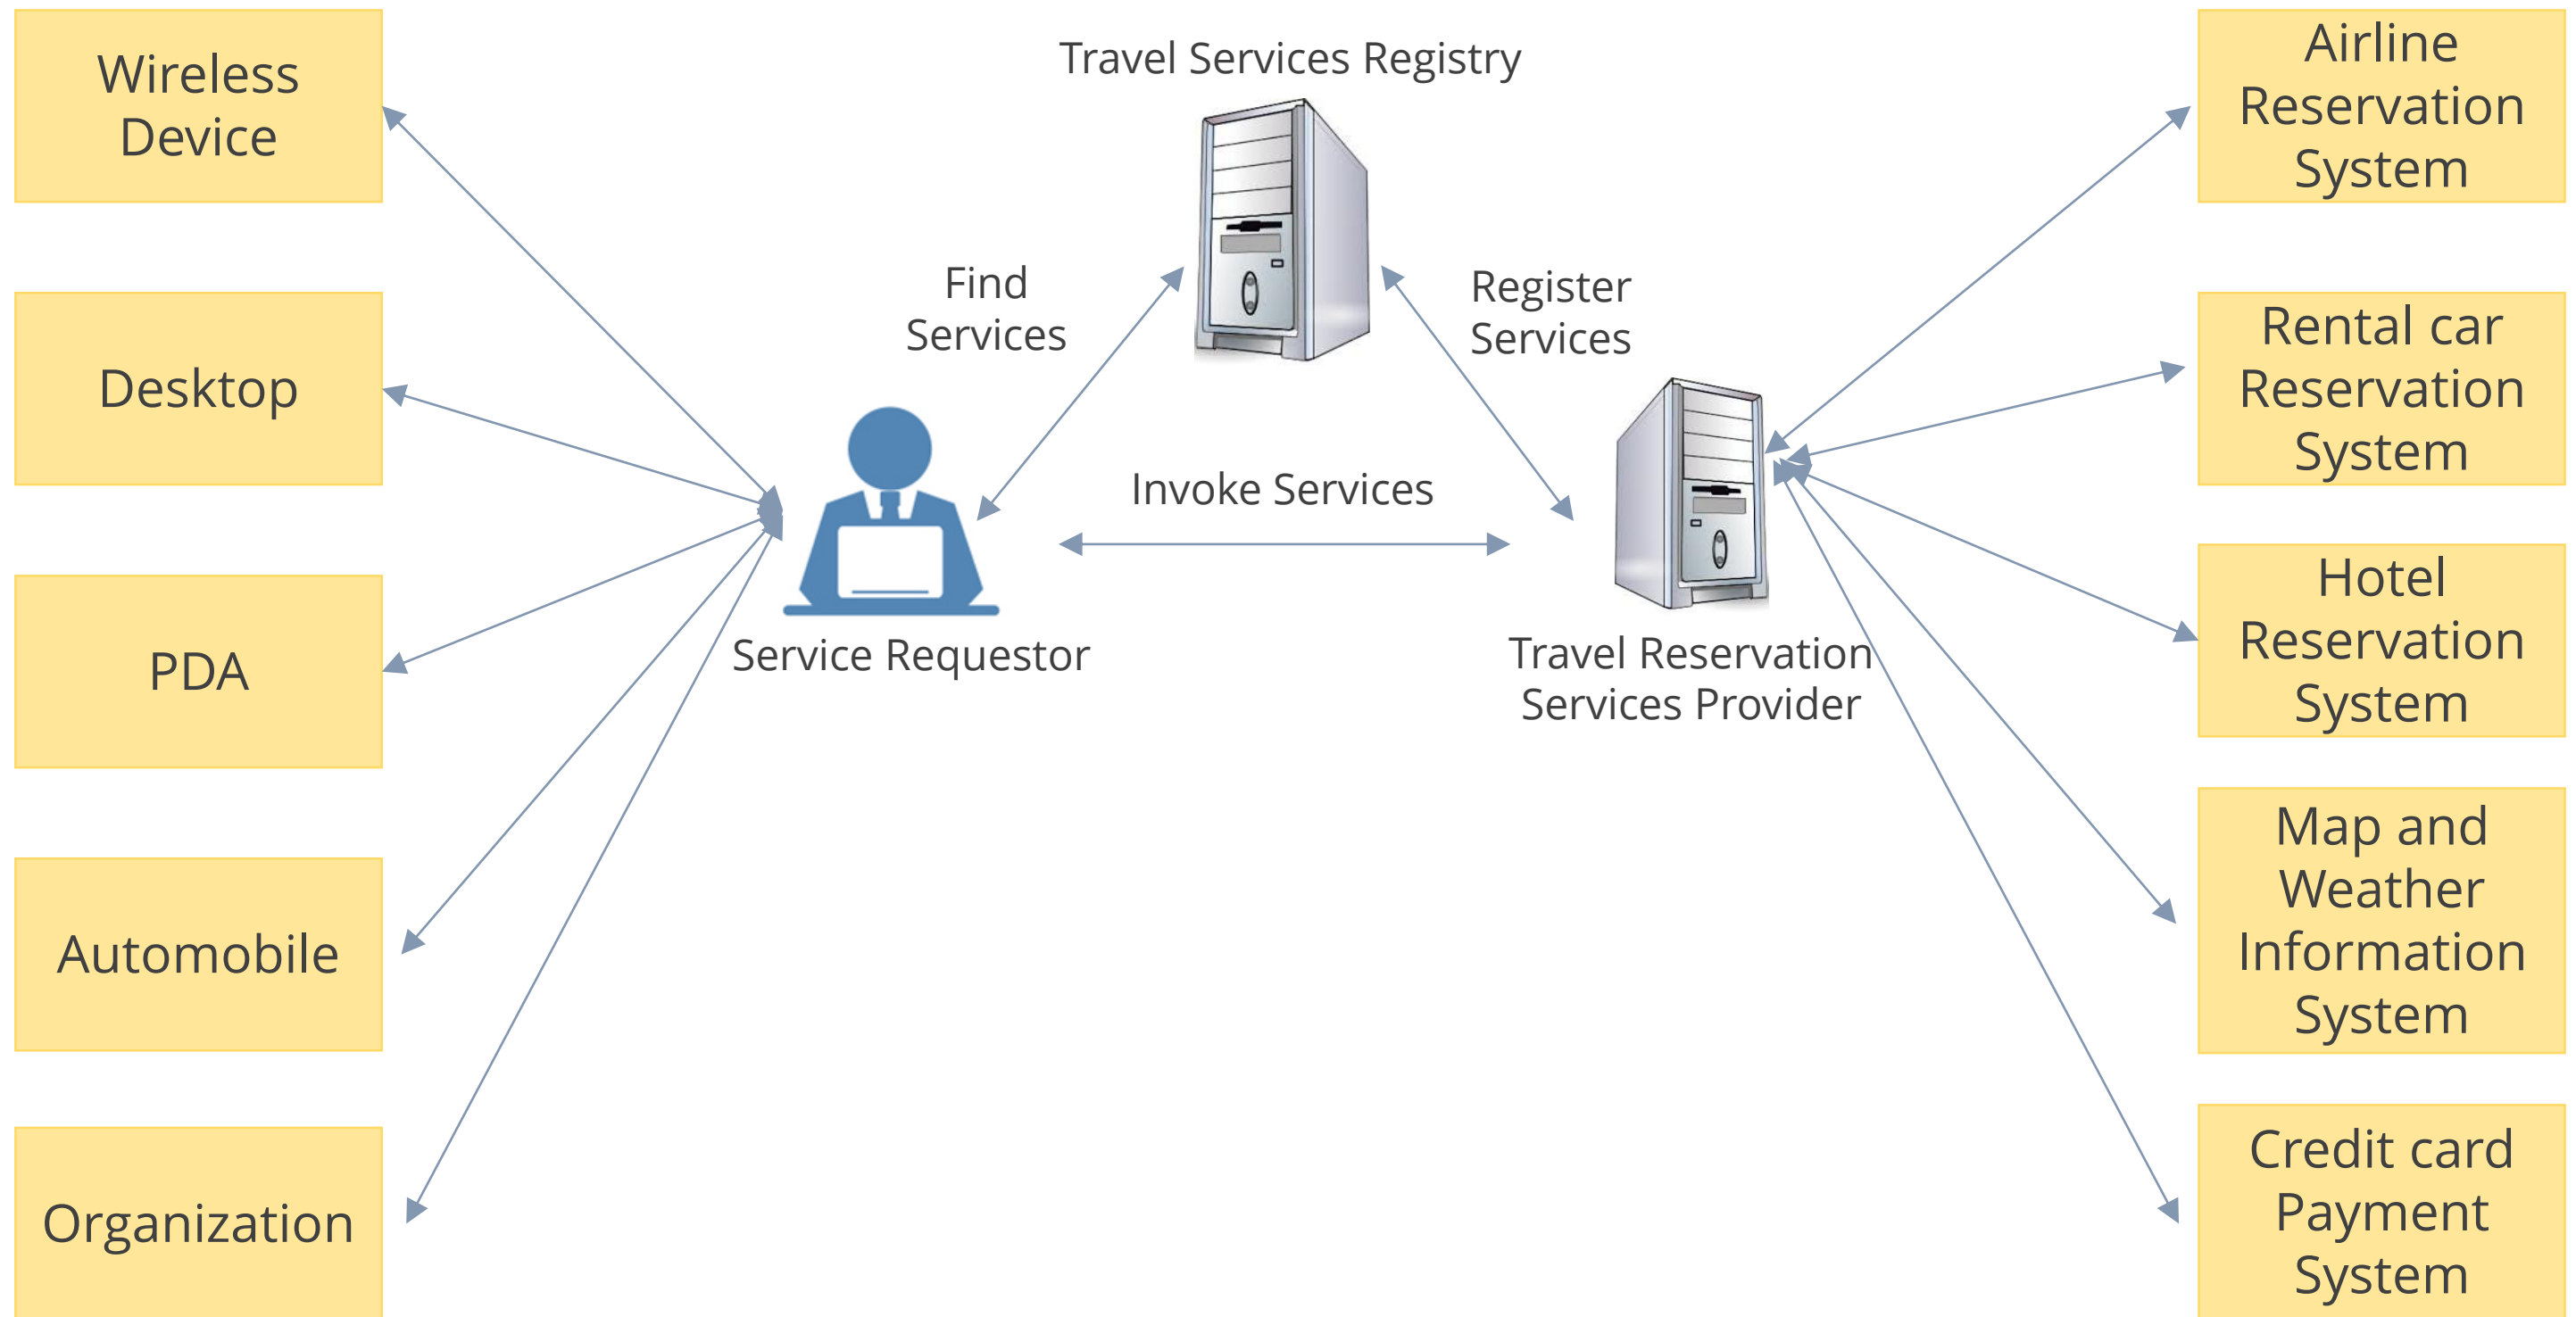 Wireless
Device
Desktop
PDA
Automobile
Organization
Travel Services Registry
Find
Services
Register
Services
Invoke Services
Service Requestor
Travel Reservation
Services Provider
Airline
Reservation
System
Rental car
Reservation
System
Hotel
Reservation
System
Map and
Weather
Information
System
Credit card
Payment
System